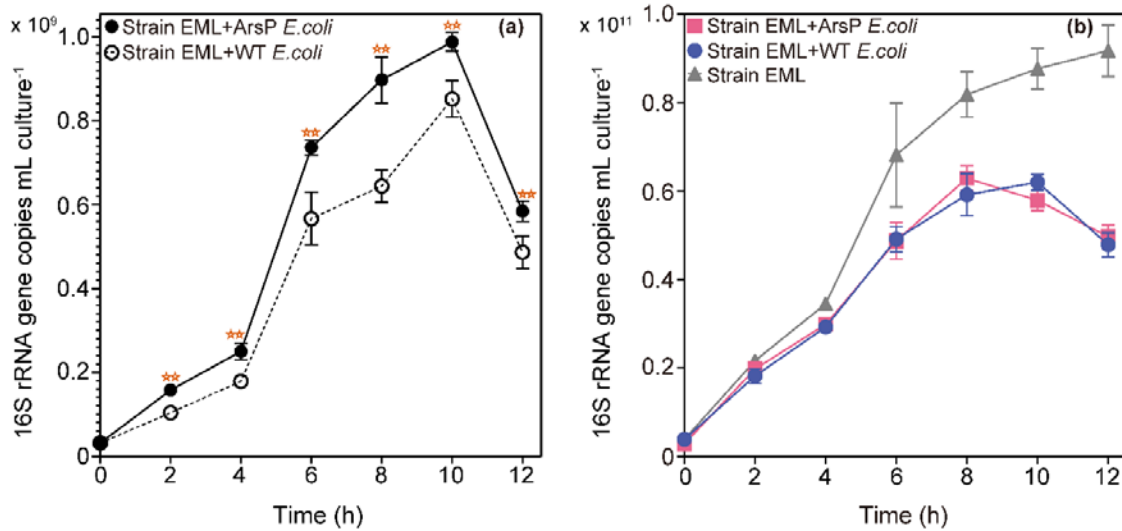 x 10⁹
(a)
Strain EML+ArsP E.coli
Strain EML+WT E.coli
1.0
0.8
0.6
0.4
0.2
0
16S rRNA gene copies mL culture⁻¹
0 2 4 6 8 10 12
Time (h)
x 10¹¹
(b)
Strain EML+ArsP E.coli
Strain EML+WT E.coli
Strain EML
1.0
0.8
0.6
0.4
0.2
0
16S rRNA gene copies mL culture⁻¹
0 2 4 6 8 10 12
Time (h)